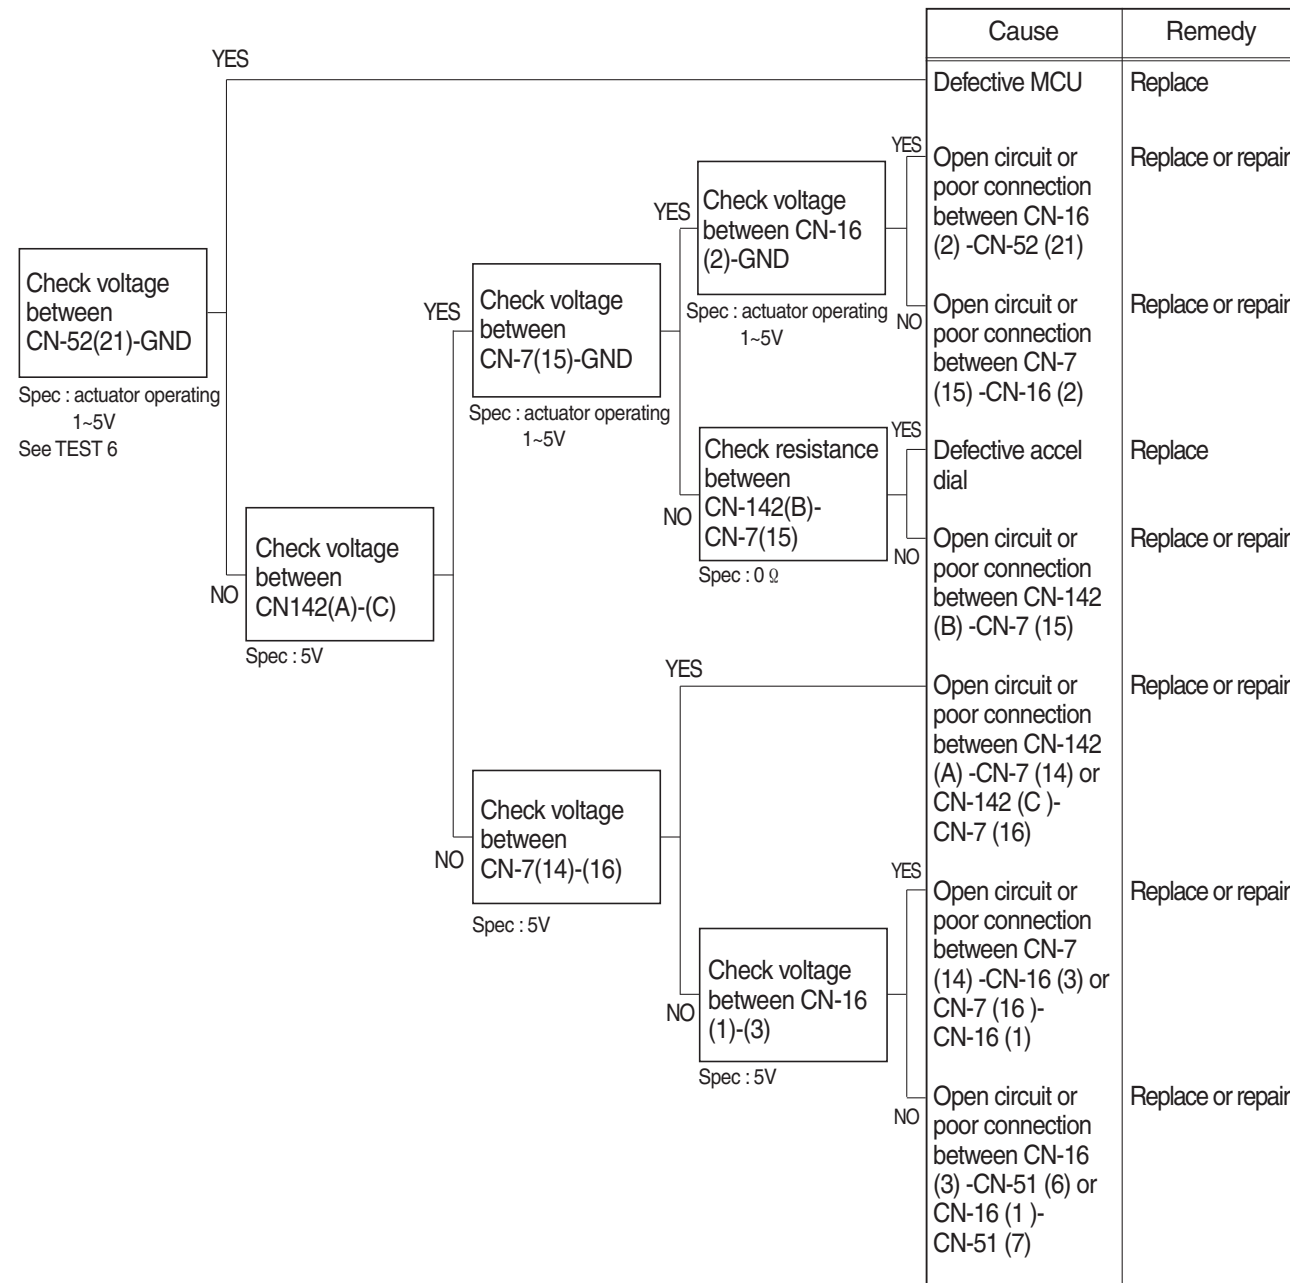 Cause
Remedy
YES
Defective MCU
Replace
YES
Open circuit or
poor connection
between CN-16
(2) -CN-52 (21)
Replace or repair
YES
Check voltage
between CN-16
(2)-GND
Spec : actuator operating
1~5V
NO
Open circuit or
poor connection
between CN-7
(15) -CN-16 (2)
Replace or repair
Check voltage
between
CN-52(21)-GND
Spec : actuator operating
1~5V
See TEST 6
YES
Check voltage
between
CN-7(15)-GND
Spec : actuator operating
1~5V
YES
Defective accel
dial
Replace
NO
Check resistance
between
CN-142(B)-
CN-7(15)
Spec : 0 Ω
NO
Open circuit or
poor connection
between CN-142
(B) -CN-7 (15)
Replace or repair
NO
Check voltage
between
CN142(A)-(C)
Spec : 5V
YES
Open circuit or
poor connection
between CN-142
(A) -CN-7 (14) or
CN-142 (C )-
CN-7 (16)
Replace or repair
NO
Check voltage
between
CN-7(14)-(16)
Spec : 5V
YES
Open circuit or
poor connection
between CN-7
(14) -CN-16 (3) or
CN-7 (16 )-
CN-16 (1)
Replace or repair
NO
Check voltage
between CN-16
(1)-(3)
Spec : 5V
NO
Open circuit or
poor connection
between CN-16
(3) -CN-51 (6) or
CN-16 (1 )-
CN-51 (7)
Replace or repair